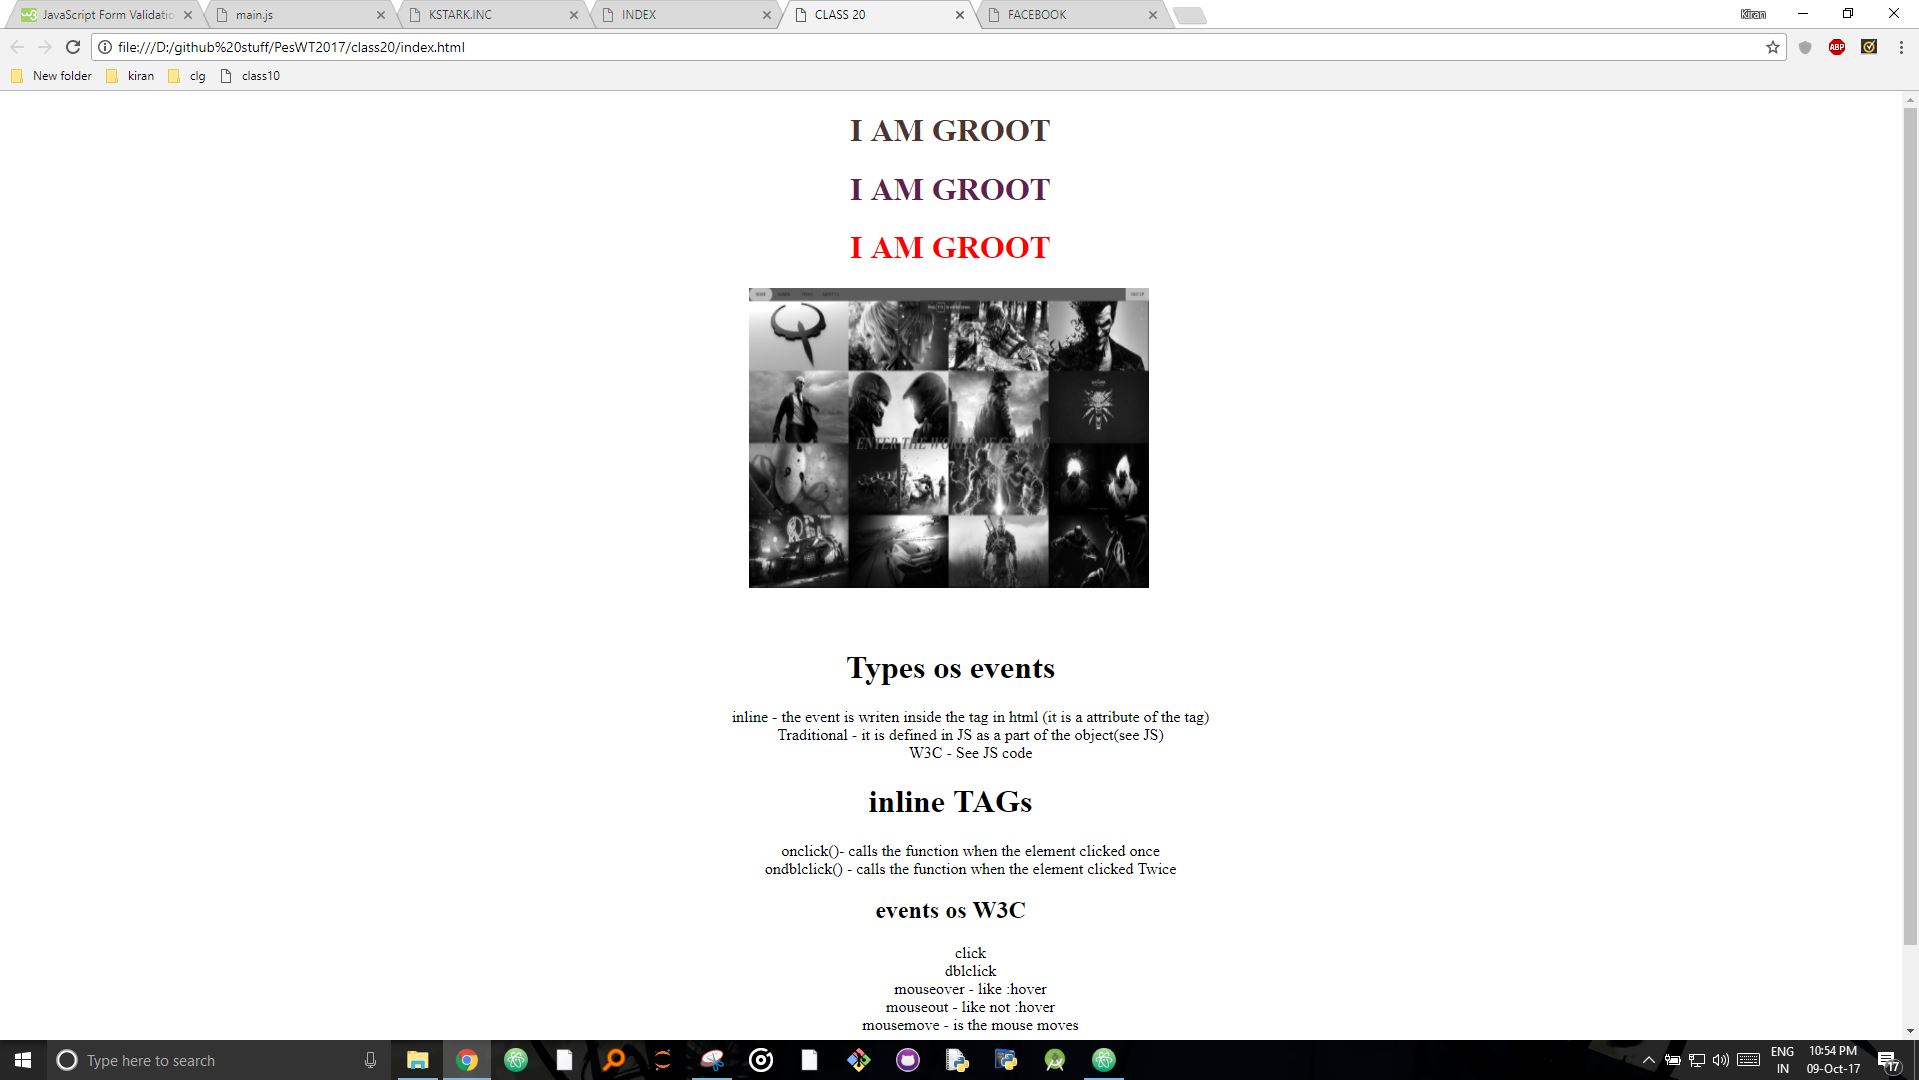 JavaScript Form Validatio
main.js
KSTARK.INC
INDEX
CLASS 20
FACEBOOK
Kiran
file:///D:/github%20stuff/PesWT2017/class20/index.html
ABP
New folder
kiran
clg
class10
I AM GROOT
I AM GROOT
I AM GROOT
ENTER THE WORLD OF GAMING
Types os events
inline - the event is writen inside the tag in html (it is a attribute of the tag)
Traditional - it is defined in JS as a part of the object(see JS)
W3C - See JS code
inline TAGs
onclick()- calls the function when the element clicked once
ondblclick() - calls the function when the element clicked Twice
events os W3C
click
dblclick
mouseover - like :hover
mouseout - like not :hover
mousemove - is the mouse moves
Type here to search
ENG
IN
10:54 PM
09-Oct-17
17